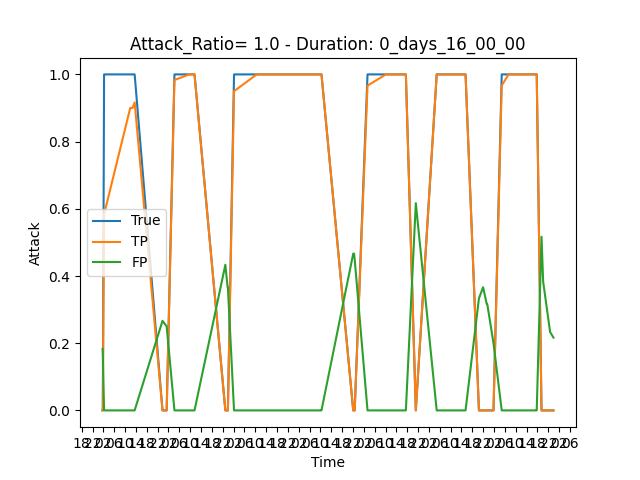 Attack_Ratio= 1.0 - Duration: 0_days_16_00_00
1.0
0.8
0.6
0.4
0.2
0.0
Attack
True
TP
FP
Time